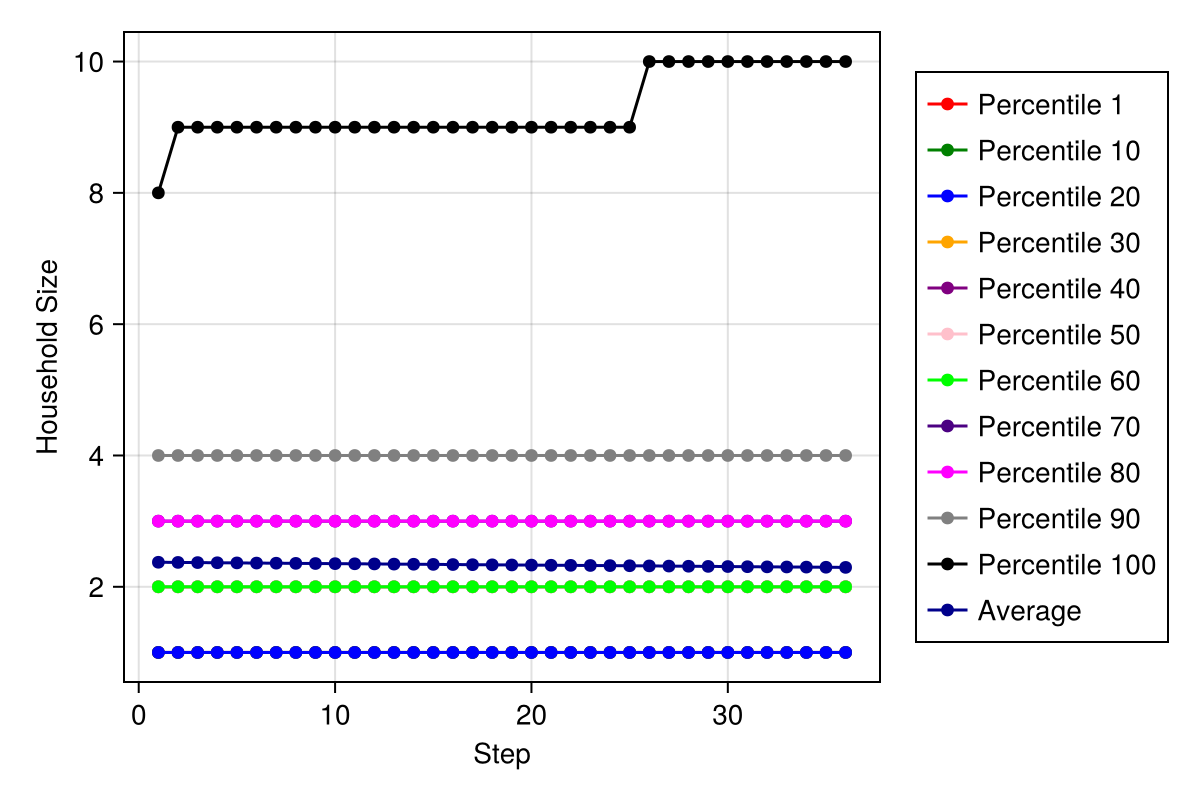 10
8
6
4
2
Household Size
0 10 20 30
Step
Percentile 1
Percentile 10
Percentile 20
Percentile 30
Percentile 40
Percentile 50
Percentile 60
Percentile 70
Percentile 80
Percentile 90
Percentile 100
Average